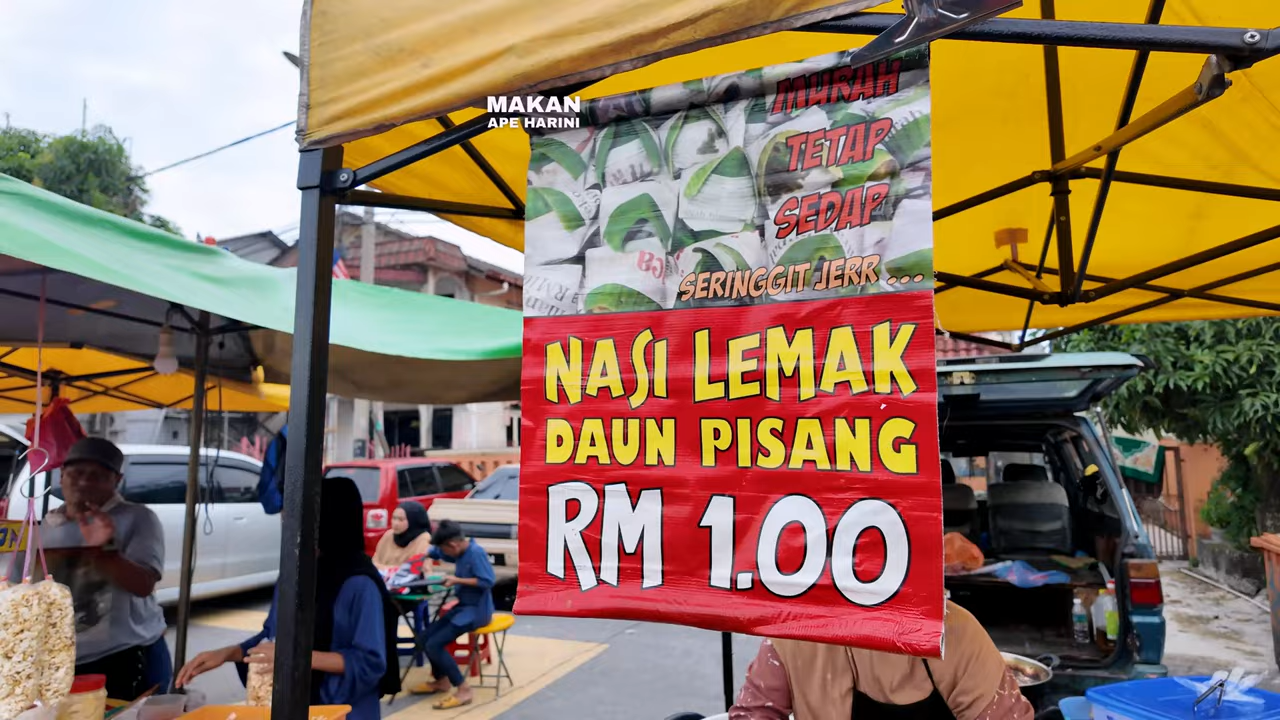 MAKAN
APE HARINI
MURAH
TETAP
SEDAP
SERINGGIT JERR ...
NASI LEMAK
DAUN PISANG
RM 1.00